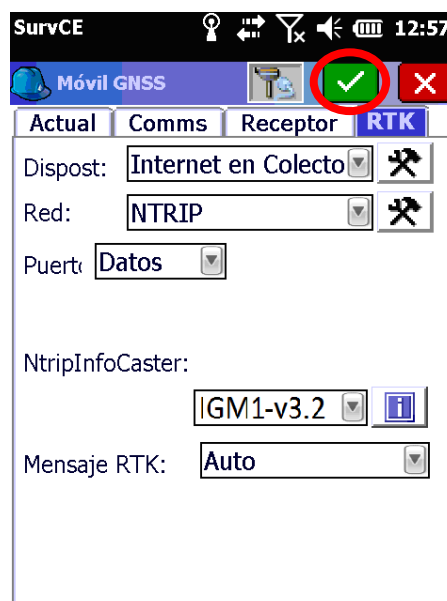 SurvCE 12:57
Móvil GNSS
Actual Comms Receptor RTK
Dispost: Internet en Colecto
Red: NTRIP
Puert Datos
NtripInfoCaster:
IGM1-v3.2
Mensaje RTK: Auto